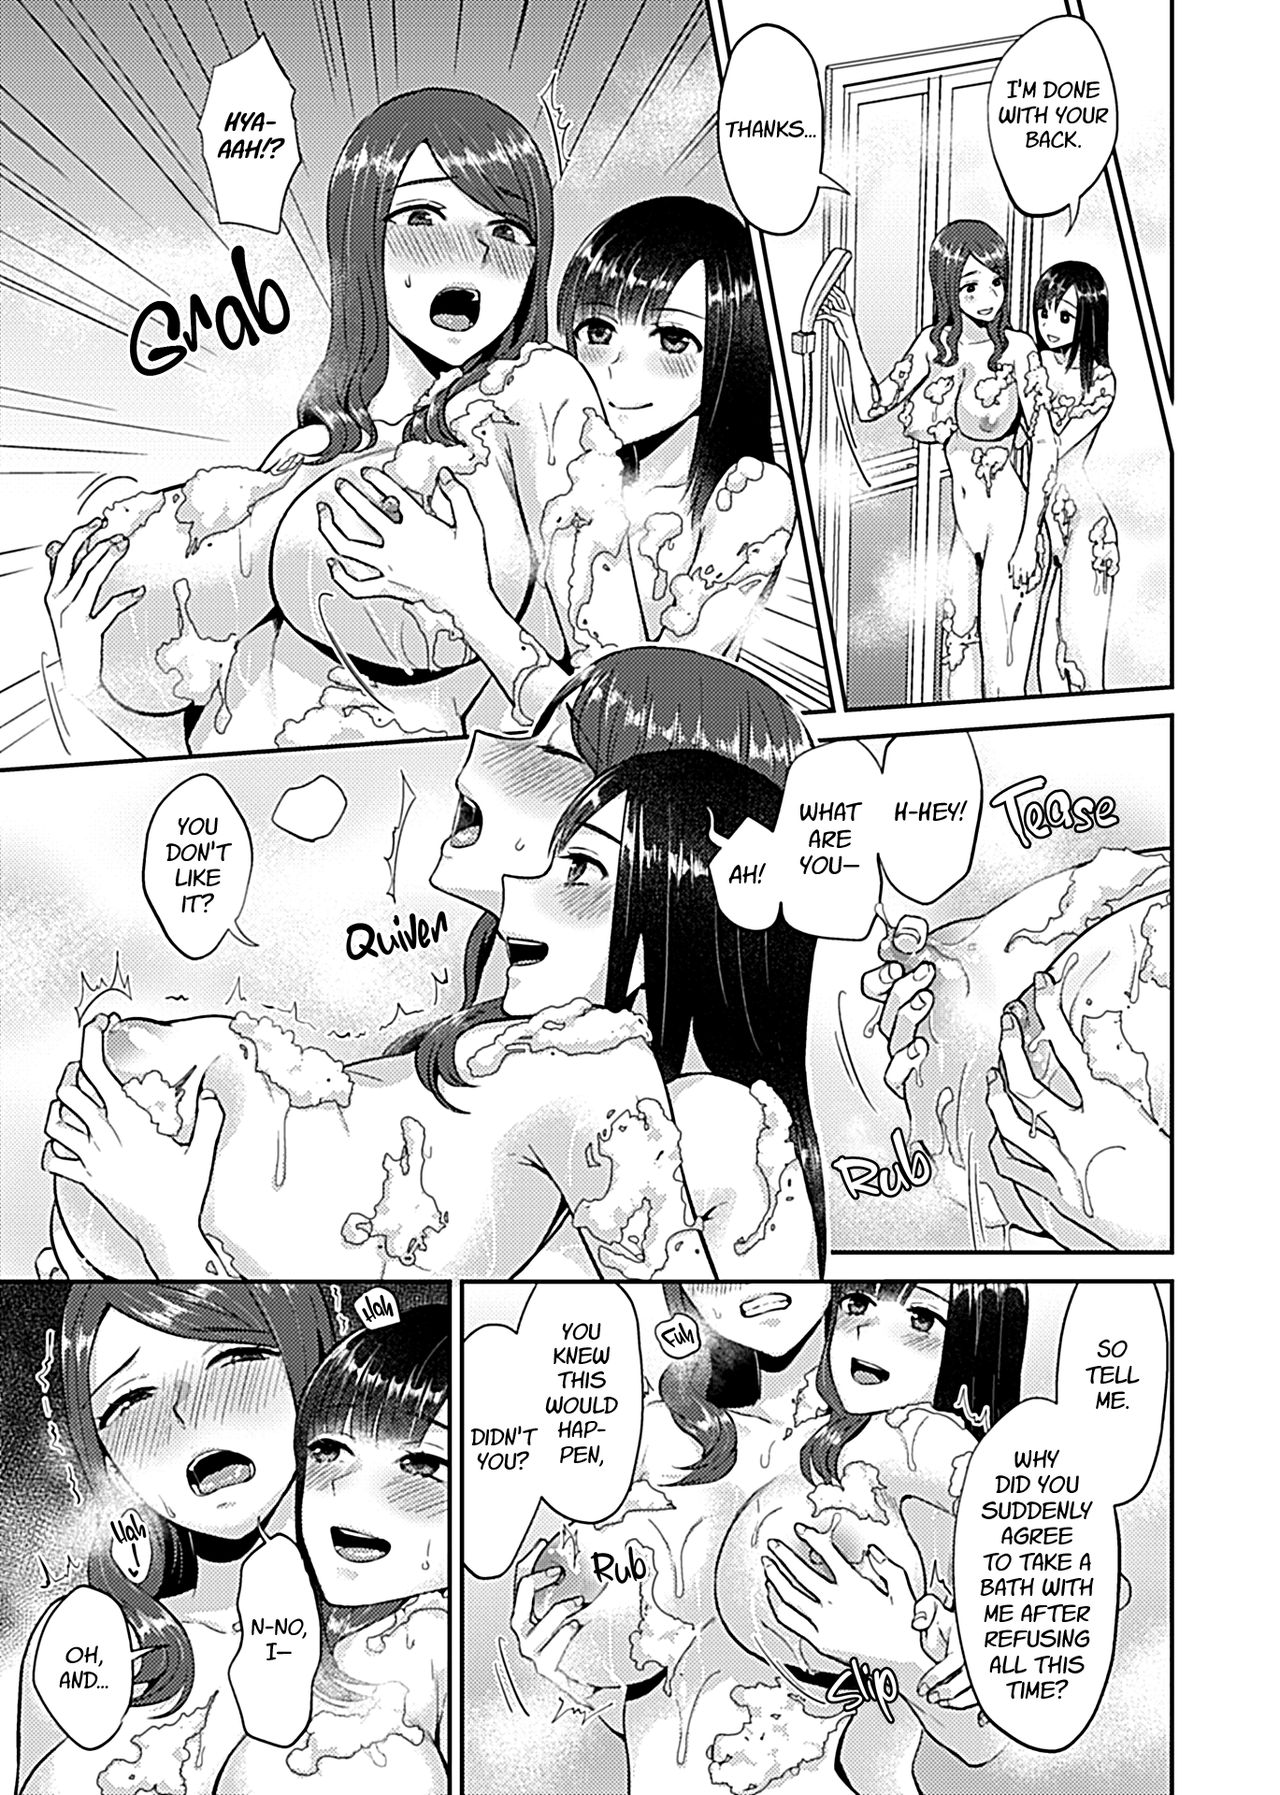 I'M DONE
WITH YOUR
BACK.
THANKS...
HYA-
AAH!?
Grab
Tease
H-HEY!
WHAT
ARE
YOU—
AH!
Rub
YOU
DON'T
LIKE
IT?
Quiver
SO
TELL
ME.
WHY
DID YOU
SUDDENLY
AGREE
TO TAKE A
BATH WITH
ME AFTER
REFUSING
ALL THIS
TIME?
Fuh
YOU
KNEW
THIS
WOULD
HAP-
PEN,
DIDN'T
YOU?
Rub
Slip
Hah
N-NO,
I—
Hah
OH,
AND...